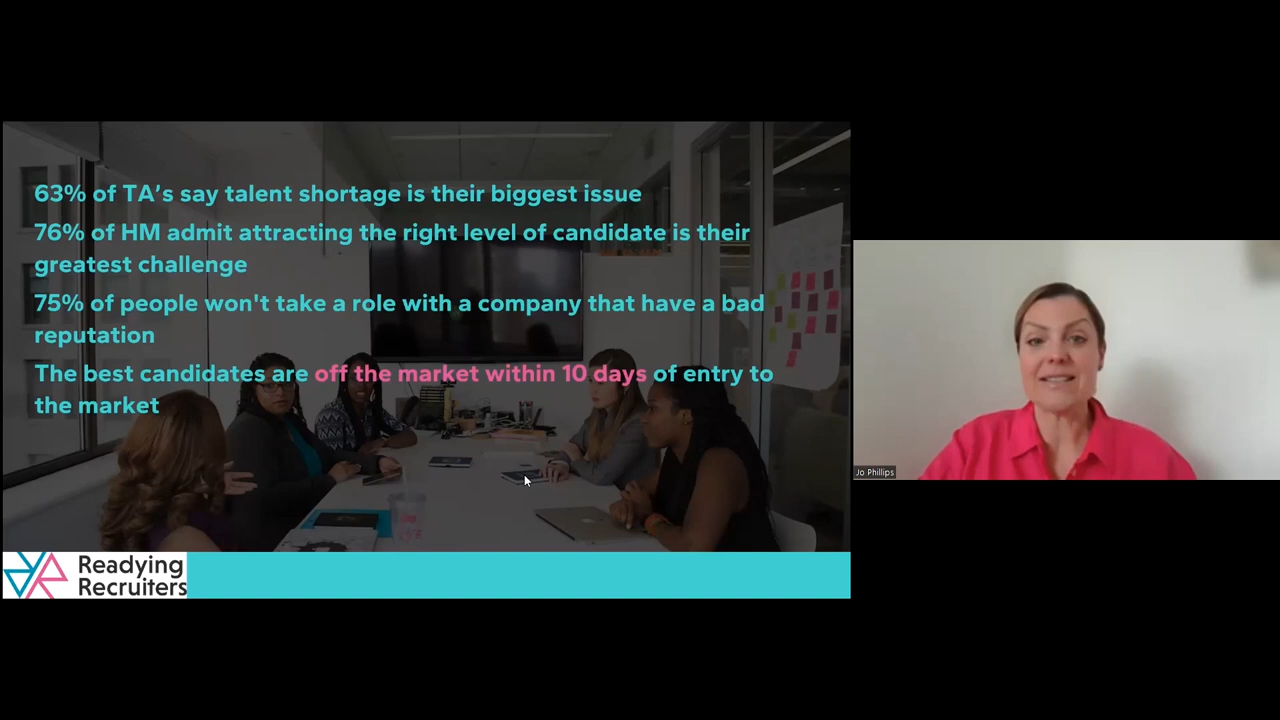 63% of TA’s say talent shortage is their biggest issue
76% of HM admit attracting the right level of candidate is their
greatest challenge
75% of people won't take a role with a company that have a bad
reputation
The best candidates are off the market within 10 days of entry to
the market
Readying
Recruiters
Jo Phillips